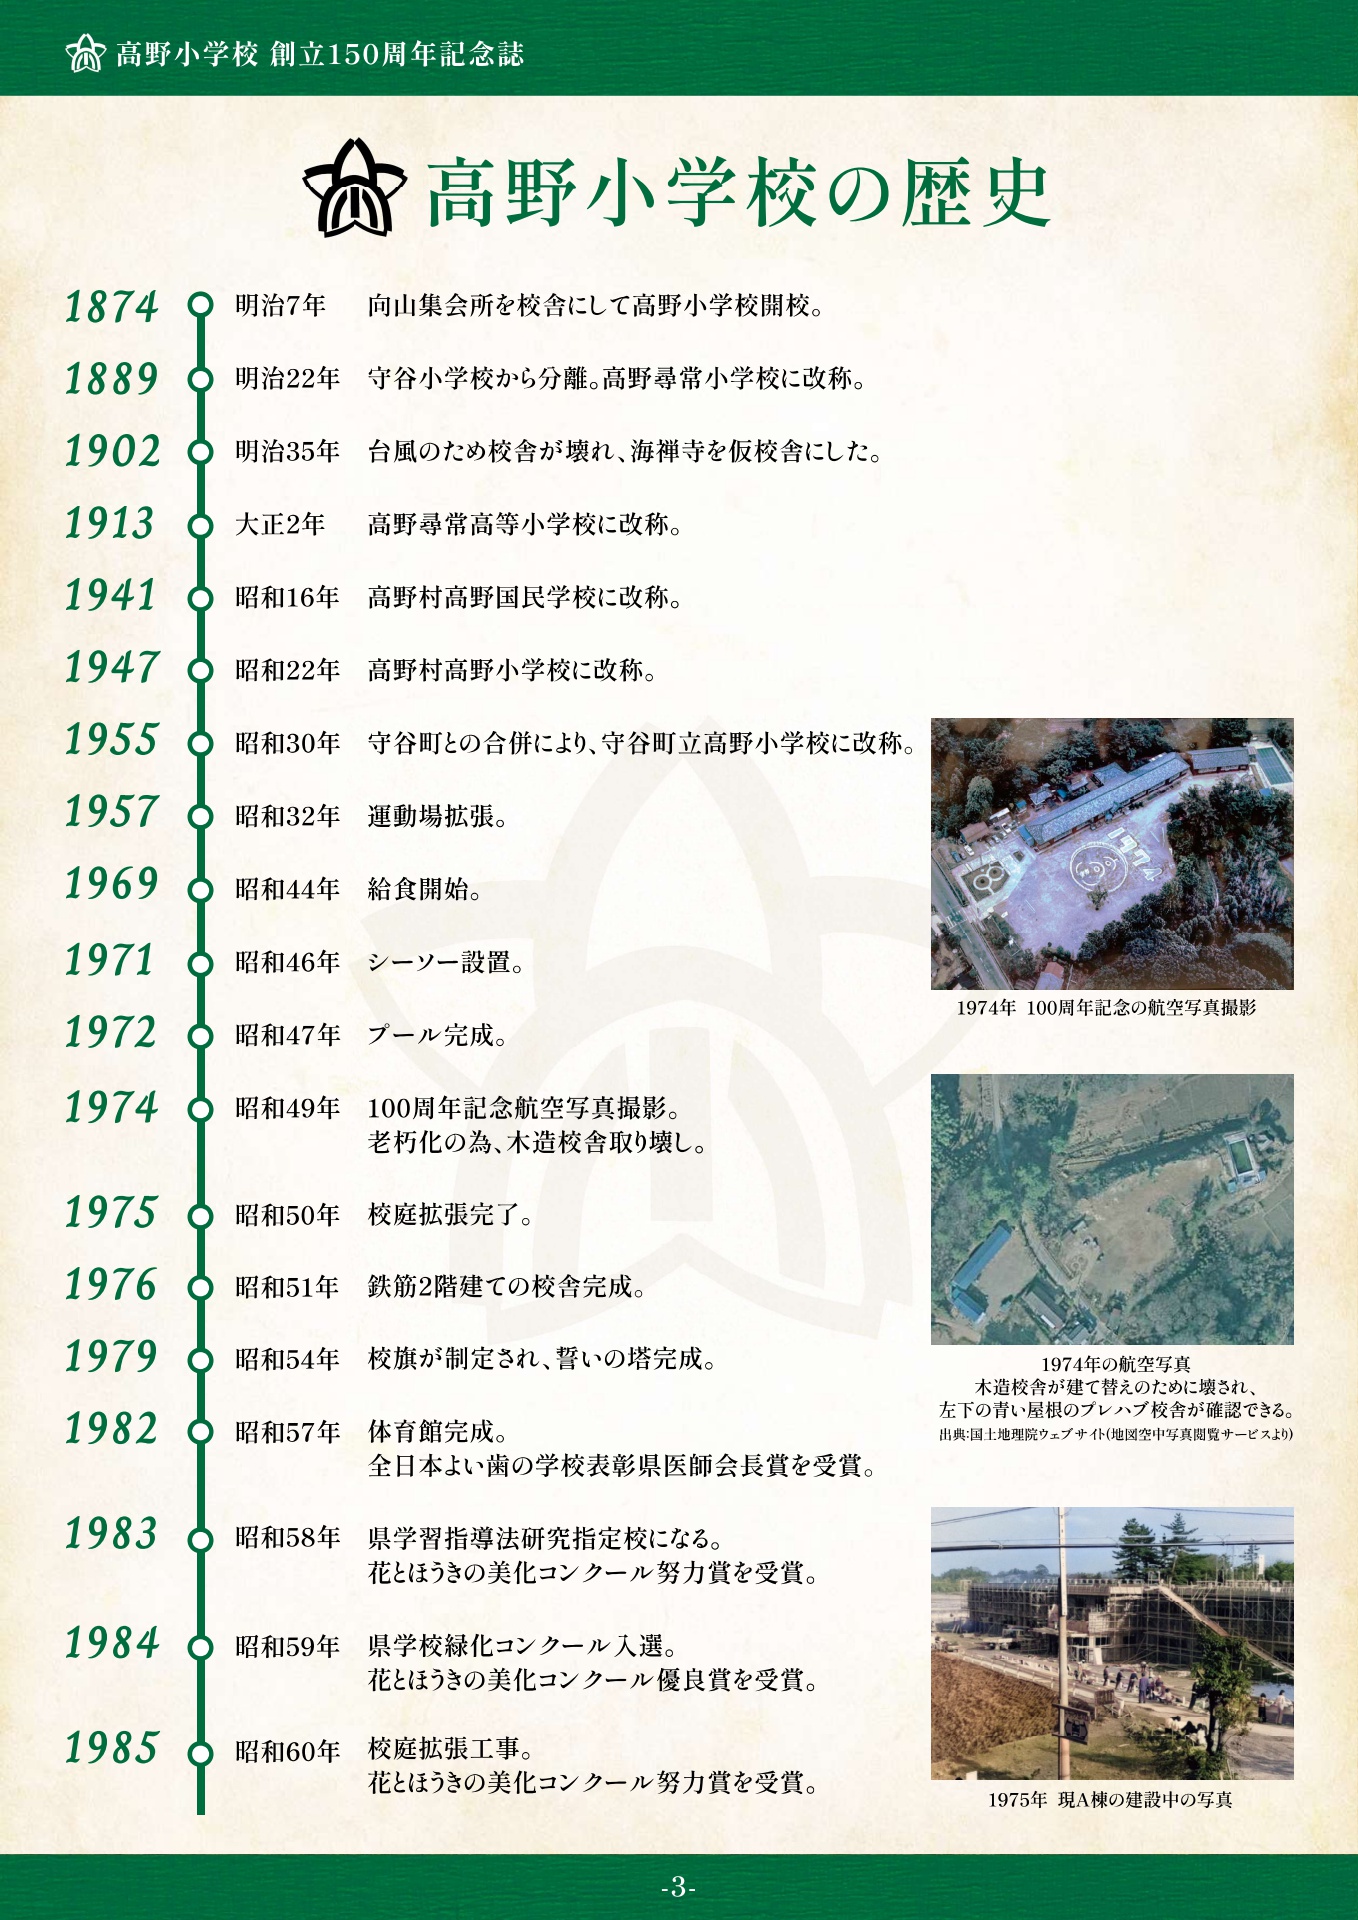 高野小学校 創立150周年記念誌
高野小学校の歴史
1874 明治7年 向山集会所を校舎にして高野小学校開校。
1889 明治22年 守谷小学校から分離。高野尋常小学校に改称。
1902 明治35年 台風のため校舎が壊れ、海禅寺を仮校舎にした。
1913 大正2年 高野尋常高等小学校に改称。
1941 昭和16年 高野村高野国民学校に改称。
1947 昭和22年 高野村高野小学校に改称。
1955 昭和30年 守谷町との合併により、守谷町立高野小学校に改称。
1957 昭和32年 運動場拡張。
1969 昭和44年 給食開始。
1971 昭和46年 シーソー設置。
1972 昭和47年 プール完成。
1974 昭和49年 100周年記念航空写真撮影。
老朽化の為、木造校舎取り壊し。
1975 昭和50年 校庭拡張完了。
1976 昭和51年 鉄筋2階建ての校舎完成。
1979 昭和54年 校旗が制定され、誓いの塔完成。
1982 昭和57年 体育館完成。
全日本よい歯の学校表彰県医師会長賞を受賞。
1983 昭和58年 県学習指導法研究指定校になる。
花とほうきの美化コンクール努力賞を受賞。
1984 昭和59年 県学校緑化コンクール入選。
花とほうきの美化コンクール優良賞を受賞。
1985 昭和60年 校庭拡張工事。
花とほうきの美化コンクール努力賞を受賞。
1974年 100周年記念の航空写真撮影
1974年の航空写真
木造校舎が建て替えのために壊され、
左下の青い屋根のプレハブ校舎が確認できる。
出典:国土地理院ウェブサイト(地図空中写真閲覧サービスより)
1975年 現A棟の建設中の写真
-3-